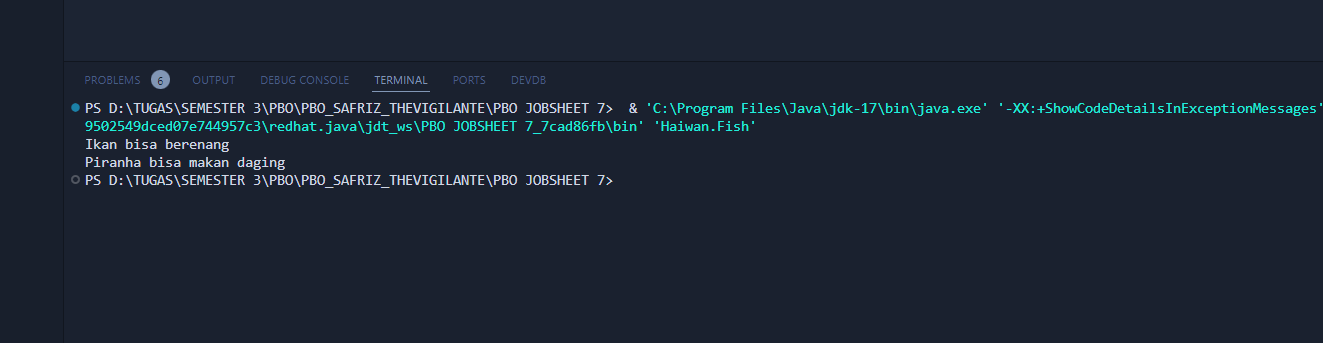 PROBLEMS 6 OUTPUT DEBUG CONSOLE TERMINAL PORTS DEVDB
PS D:\TUGAS\SEMESTER 3\PBO\PBO_SAFRIZ_THEVIGILANTE\PBO JOBSHEET 7>  & 'C:\Program Files\Java\jdk-17\bin\java.exe' '-XX:+ShowCodeDetailsInExceptionMessages'
9502549dced07e744957c3\redhat.java\jdt_ws\PBO JOBSHEET 7_7cad86fb\bin' 'Haiwan.Fish'
Ikan bisa berenang
Piranha bisa makan daging
PS D:\TUGAS\SEMESTER 3\PBO\PBO_SAFRIZ_THEVIGILANTE\PBO JOBSHEET 7>